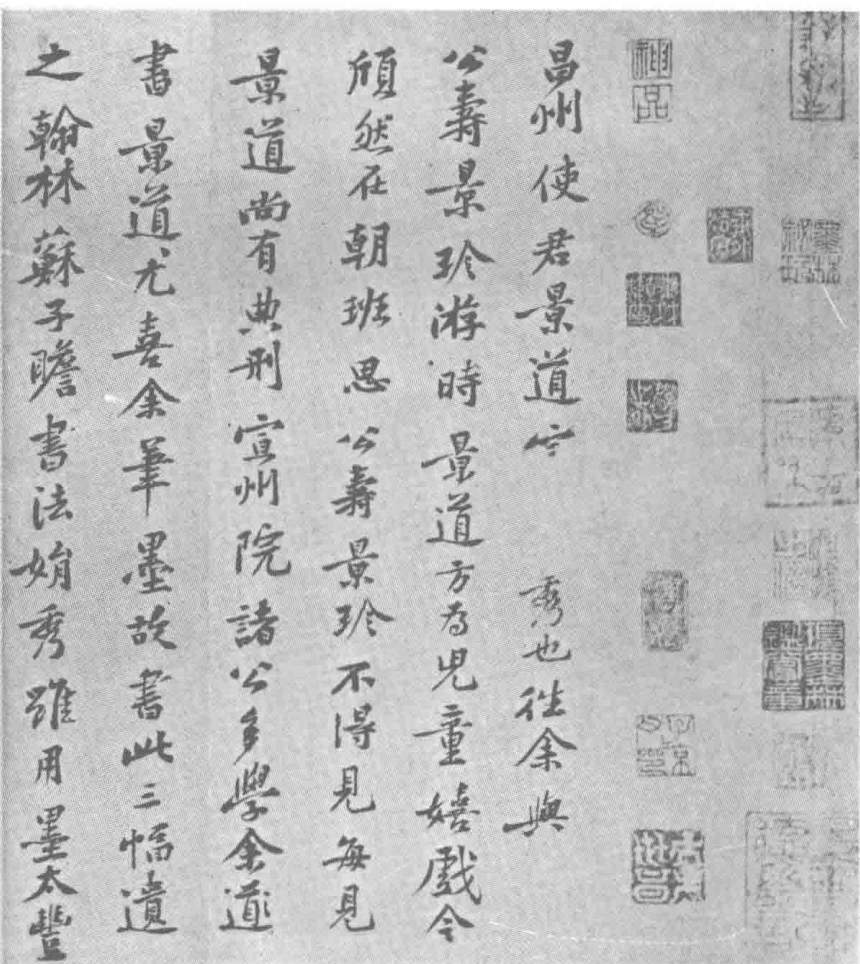 神品
昌州使君景道宗 秀也往余與
公壽景珍游時景道方為兒童嬉戲今
頎然在朝班思公壽景珍不得見每見
景道尚有典刑宣州院諸公多學余道
書景道尤喜余筆墨故書此三幅遺
之翰林蘇子瞻書法娟秀雖用墨太豐